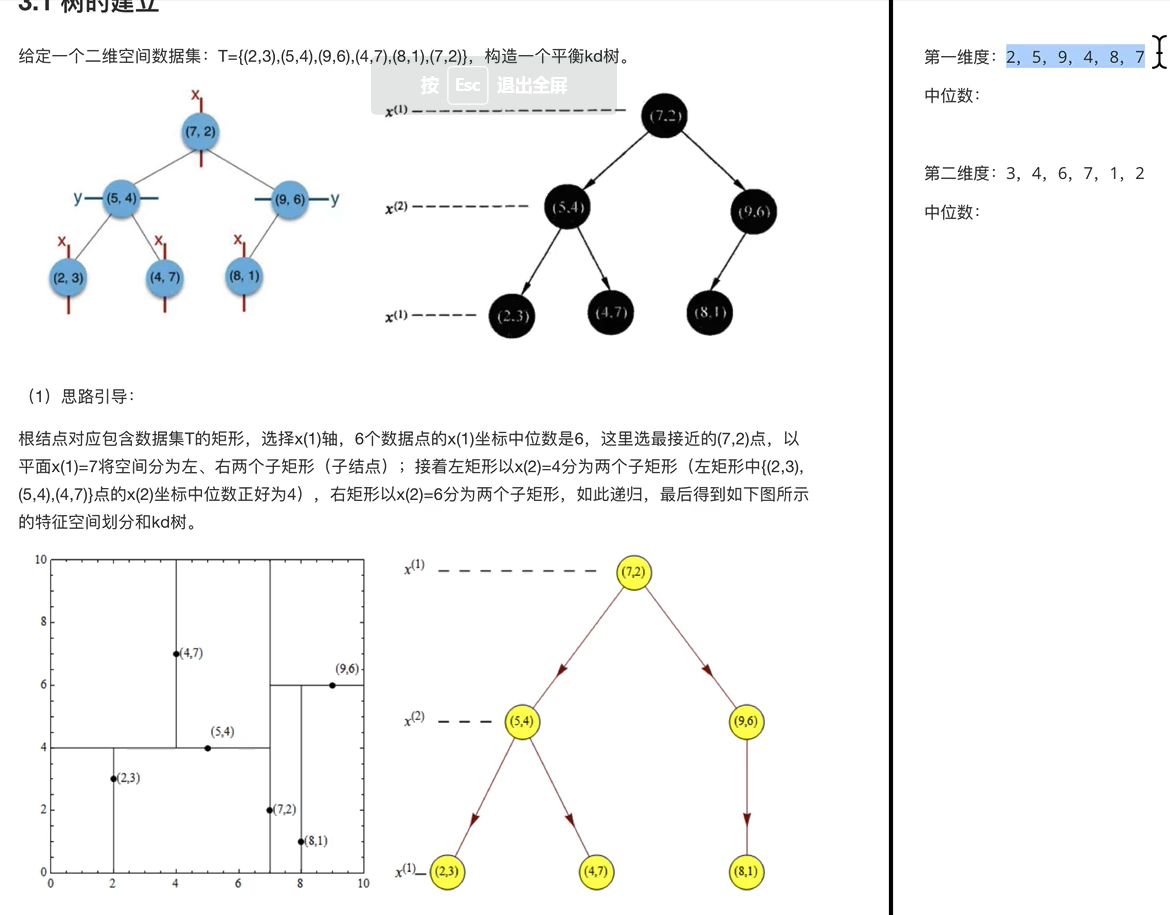 3.1 树的建立
给定一个二维空间数据集：T={(2,3),(5,4),(9,6),(4,7),(8,1),(7,2)}，构造一个平衡kd树。
按 Esc 退出全屏
x
(7, 2)
y
(5, 4)
(9, 6)
y
x
x
x
(2, 3)
(4, 7)
(8, 1)
x(1)
(7,2)
x(2)
(5,4)
(9,6)
x(1)
(2,3)
(4,7)
(8,1)
（1）思路引导：
根结点对应包含数据集T的矩形，选择x(1)轴，6个数据点的x(1)坐标中位数是6，这里选最接近的(7,2)点，以
平面x(1)=7将空间分为左、右两个子矩形（子结点）；接着左矩形以x(2)=4分为两个子矩形（左矩形中{(2,3),
(5,4),(4,7)}点的x(2)坐标中位数正好为4），右矩形以x(2)=6分为两个子矩形，如此递归，最后得到如下图所示
的特征空间划分和kd树。
10
8
6
4
2
0
0 2 4 6 8 10
(4,7)
(9,6)
(5,4)
(2,3)
(7,2)
(8,1)
x(1)
(7,2)
x(2)
(5,4)
(9,6)
x(1)
(2,3)
(4,7)
(8,1)
第一维度：2，5，9，4，8，7
中位数：
第二维度：3，4，6，7，1，2
中位数：